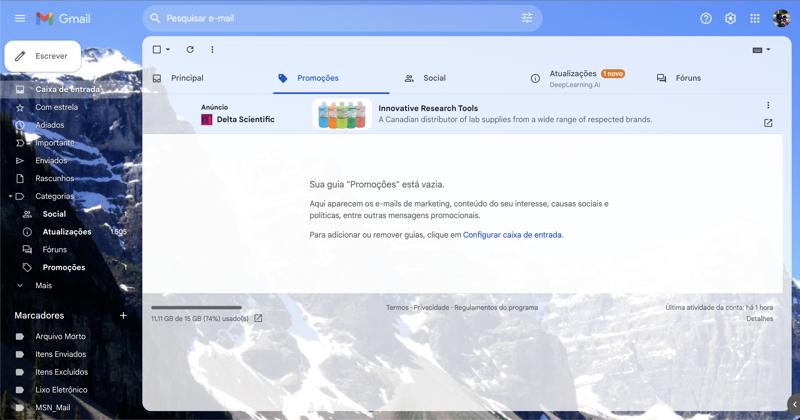 Gmail
Pesquisar e-mail
Escrever
Caixa de entrada
Com estrela
Adiados
Importante
Enviados
Rascunhos
Categorias
Social
Atualizações 1.505
Fóruns
Promoções
Mais
Marcadores
Arquivo Morto
Itens Enviados
Itens Excluídos
Lixo Eletrônico
MSN_Mail
Principal
Promoções
Social
Atualizações 1 novo
DeepLearning.AI
Fóruns
Anúncio
Delta Scientific
Innovative Research Tools
A Canadian distributor of lab supplies from a wide range of respected brands.
Sua guia "Promoções" está vazia.
Aqui aparecem os e-mails de marketing, conteúdo do seu interesse, causas sociais e
políticas, entre outras mensagens promocionais.
Para adicionar ou remover guias, clique em Configurar caixa de entrada.
11,11 GB de 15 GB (74%) usado(s)
Termos · Privacidade · Regulamentos do programa
Última atividade da conta: há 1 hora
Detalhes